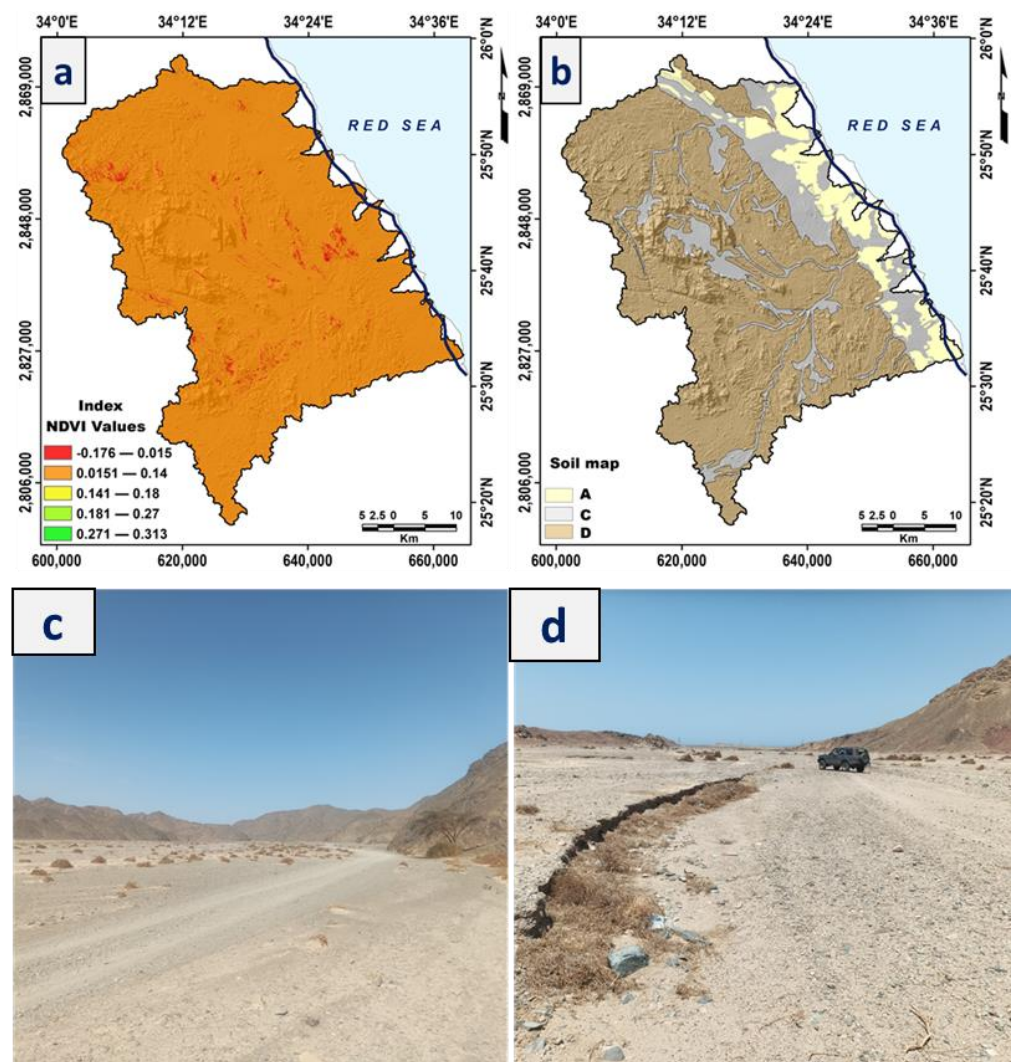 a
34°0'E 34°12'E 34°24'E 34°36'E
2,869,000
2,848,000
2,827,000
2,806,000
26°0'N
25°50'N
25°40'N
25°30'N
25°20'N
N
RED SEA
Index
NDVI Values
-0.176 — 0.015
0.0151 — 0.14
0.141 — 0.18
0.181 — 0.27
0.271 — 0.313
5 2.5 0 5 10
Km
600,000 620,000 640,000 660,000
b
34°0'E 34°12'E 34°24'E 34°36'E
2,869,000
2,848,000
2,827,000
2,806,000
26°0'N
25°50'N
25°40'N
25°30'N
25°20'N
N
RED SEA
Soil map
A
C
D
5 2.5 0 5 10
Km
600,000 620,000 640,000 660,000
c
d